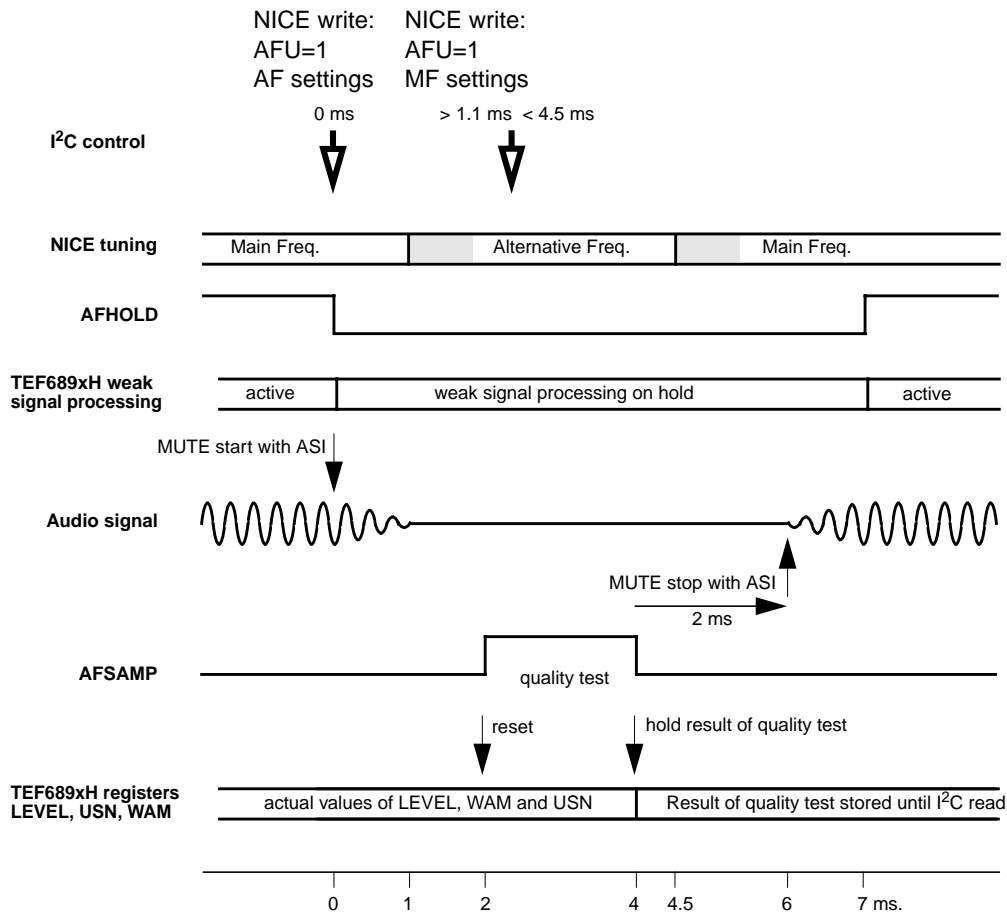 NICE write: NICE write:
AFU=1 AFU=1
AF settings MF settings
0 ms > 1.1 ms < 4.5 ms
I²C control
NICE tuning
Main Freq. Alternative Freq. Main Freq.
AFHOLD
TEF689xH weak
signal processing
active weak signal processing on hold active
MUTE start with ASI
Audio signal
MUTE stop with ASI
2 ms
AFSAMP
quality test
reset hold result of quality test
TEF689xH registers
LEVEL, USN, WAM
actual values of LEVEL, WAM and USN Result of quality test stored until I²C read
0 1 2 4 4.5 6 7 ms.